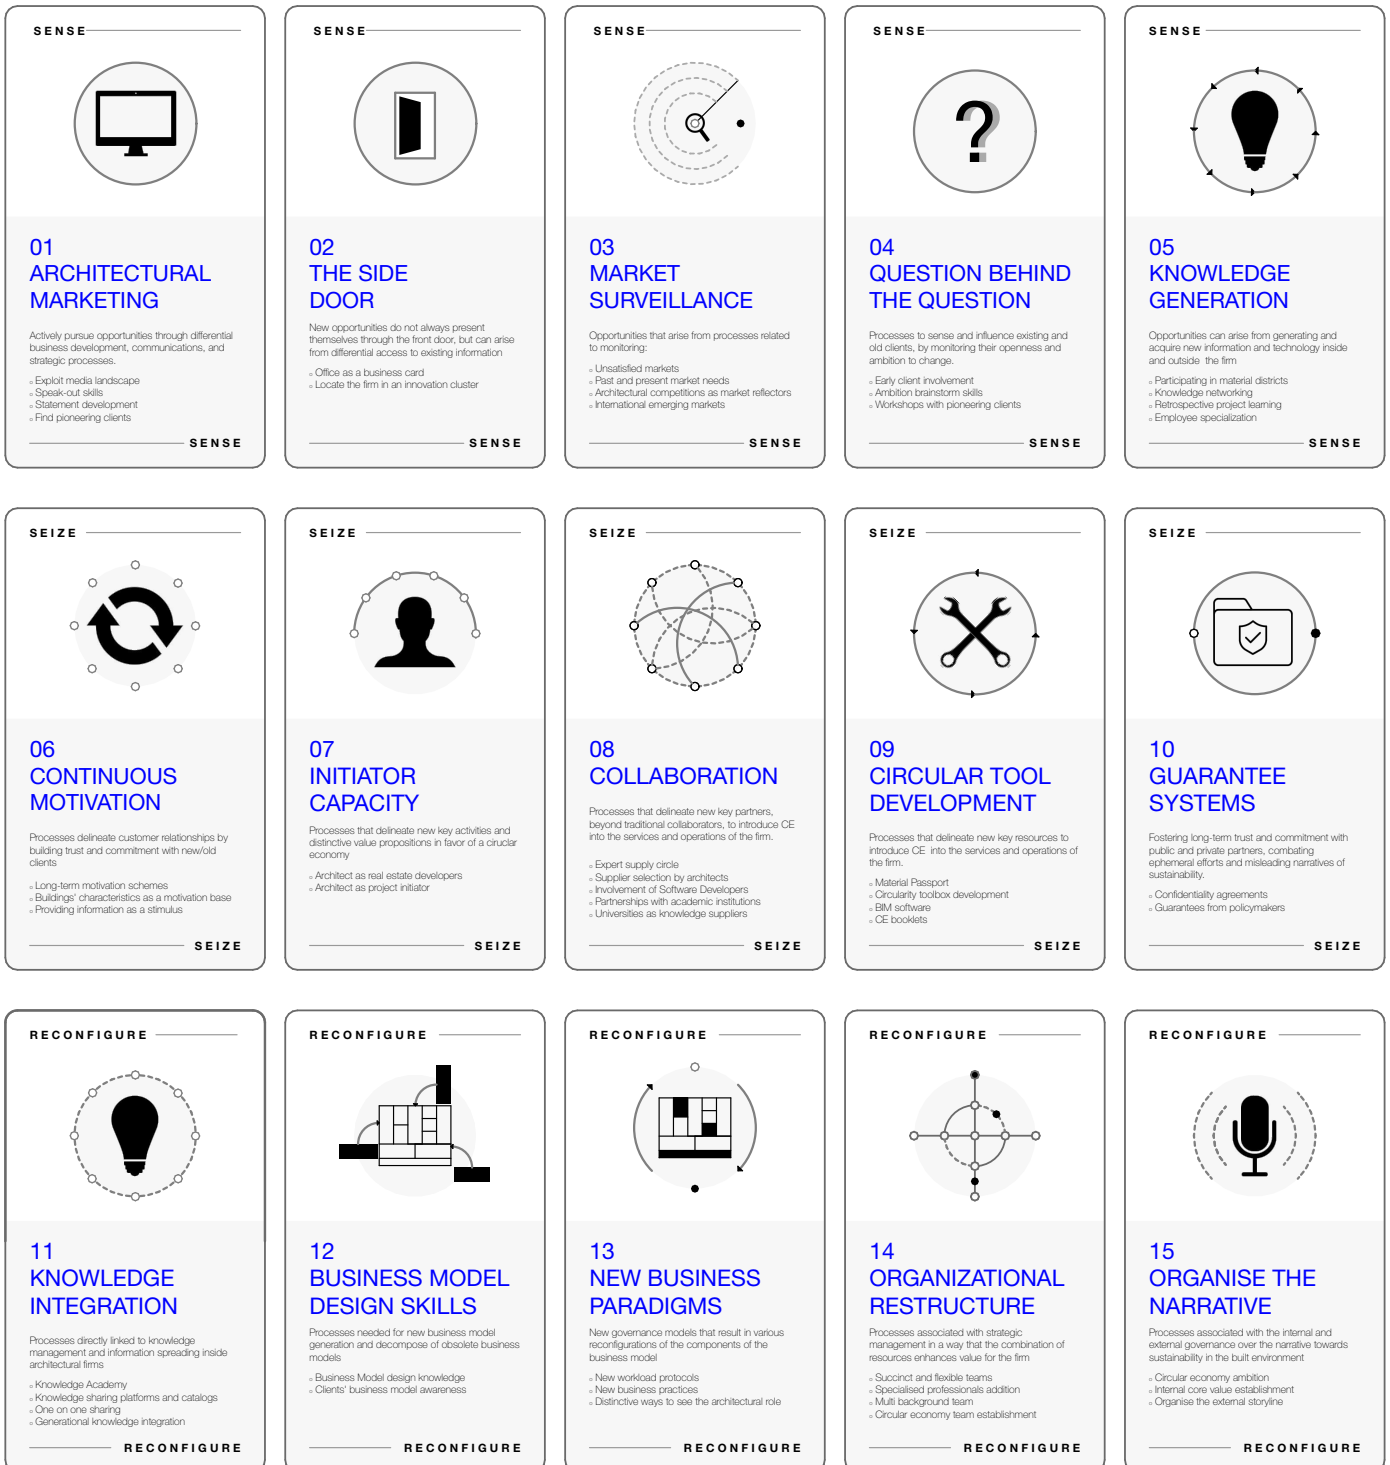 SENSE
01
ARCHITECTURAL
MARKETING
Actively pursue opportunities through differential
business development, communications, and
strategic processes.
▫ Exploit media landscape
▫ Speak-out skills
▫ Statement development
▫ Find pioneering clients
SENSE
SENSE
02
THE SIDE
DOOR
New opportunities do not always present
themselves through the front door, but can arise
from differential access to existing information
▫ Office as a business card
▫ Locate the firm in an innovation cluster
SENSE
SENSE
03
MARKET
SURVEILLANCE
Opportunities that arise from processes related
to monitoring:
▫ Unsatisfied markets
▫ Past and present market needs
▫ Architectural competitions as market reflectors
▫ International emerging markets
SENSE
SENSE
?
04
QUESTION BEHIND
THE QUESTION
Processes to sense and influence existing and
old clients, by monitoring their openness and
ambition to change.
▫ Early client involvement
▫ Ambition brainstorm skills
▫ Workshops with pioneering clients
SENSE
SENSE
05
KNOWLEDGE
GENERATION
Opportunities can arise from generating and
acquire new information and technology inside
and outside the firm
▫ Participating in material districts
▫ Knowledge networking
▫ Retrospective project learning
▫ Employee specialization
SENSE
SEIZE
06
CONTINUOUS
MOTIVATION
Processes delineate customer relationships by
building trust and commitment with new/old
clients
▫ Long-term motivation schemes
▫ Buildings' characteristics as a motivation base
▫ Providing information as a stimulus
SEIZE
SEIZE
07
INITIATOR
CAPACITY
Processes that delineate new key activities and
distinctive value propositions in favor of a ciruclar
economy
▫ Architect as real estate developers
▫ Architect as project initiator
SEIZE
SEIZE
08
COLLABORATION
Processes that delineate new key partners,
beyond traditional collaborators, to introduce CE
into the services and operations of the firm.
▫ Expert supply circle
▫ Supplier selection by architects
▫ Involvement of Software Developers
▫ Partnerships with academic institutions
▫ Universities as knowledge suppliers
SEIZE
SEIZE
09
CIRCULAR TOOL
DEVELOPMENT
Processes that delineate new key resources to
introduce CE into the services and operations of
the firm.
▫ Material Passport
▫ Circularity toolbox development
▫ BIM software
▫ CE booklets
SEIZE
SEIZE
10
GUARANTEE
SYSTEMS
Fostering long-term trust and commitment with
public and private partners, combating
ephemeral efforts and misleading narratives of
sustainability.
▫ Confidentiality agreements
▫ Guarantees from policymakers
SEIZE
RECONFIGURE
11
KNOWLEDGE
INTEGRATION
Processes directly linked to knowledge
management and information spreading inside
architectural firms
▫ Knowledge Academy
▫ Knowledge sharing platforms and catalogs
▫ One on one sharing
▫ Generational knowledge integration
RECONFIGURE
RECONFIGURE
12
BUSINESS MODEL
DESIGN SKILLS
Processes needed for new business model
generation and decompose of obsolete business
models
▫ Business Model design knowledge
▫ Clients' business model awareness
RECONFIGURE
RECONFIGURE
13
NEW BUSINESS
PARADIGMS
New governance models that result in various
reconfigurations of the components of the
business model
▫ New workload protocols
▫ New business practices
▫ Distinctive ways to see the architectural role
RECONFIGURE
RECONFIGURE
14
ORGANIZATIONAL
RESTRUCTURE
Processes associated with strategic
management in a way that the combination of
resources enhances value for the firm
▫ Succinct and flexible teams
▫ Specialised professionals addition
▫ Multi background team
▫ Circular economy team establishment
RECONFIGURE
RECONFIGURE
15
ORGANISE THE
NARRATIVE
Processes associated with the internal and
external governance over the narrative towards
sustainability in the built environment
▫ Circular economy ambition
▫ Internal core value establishment
▫ Organise the external storyline
RECONFIGURE